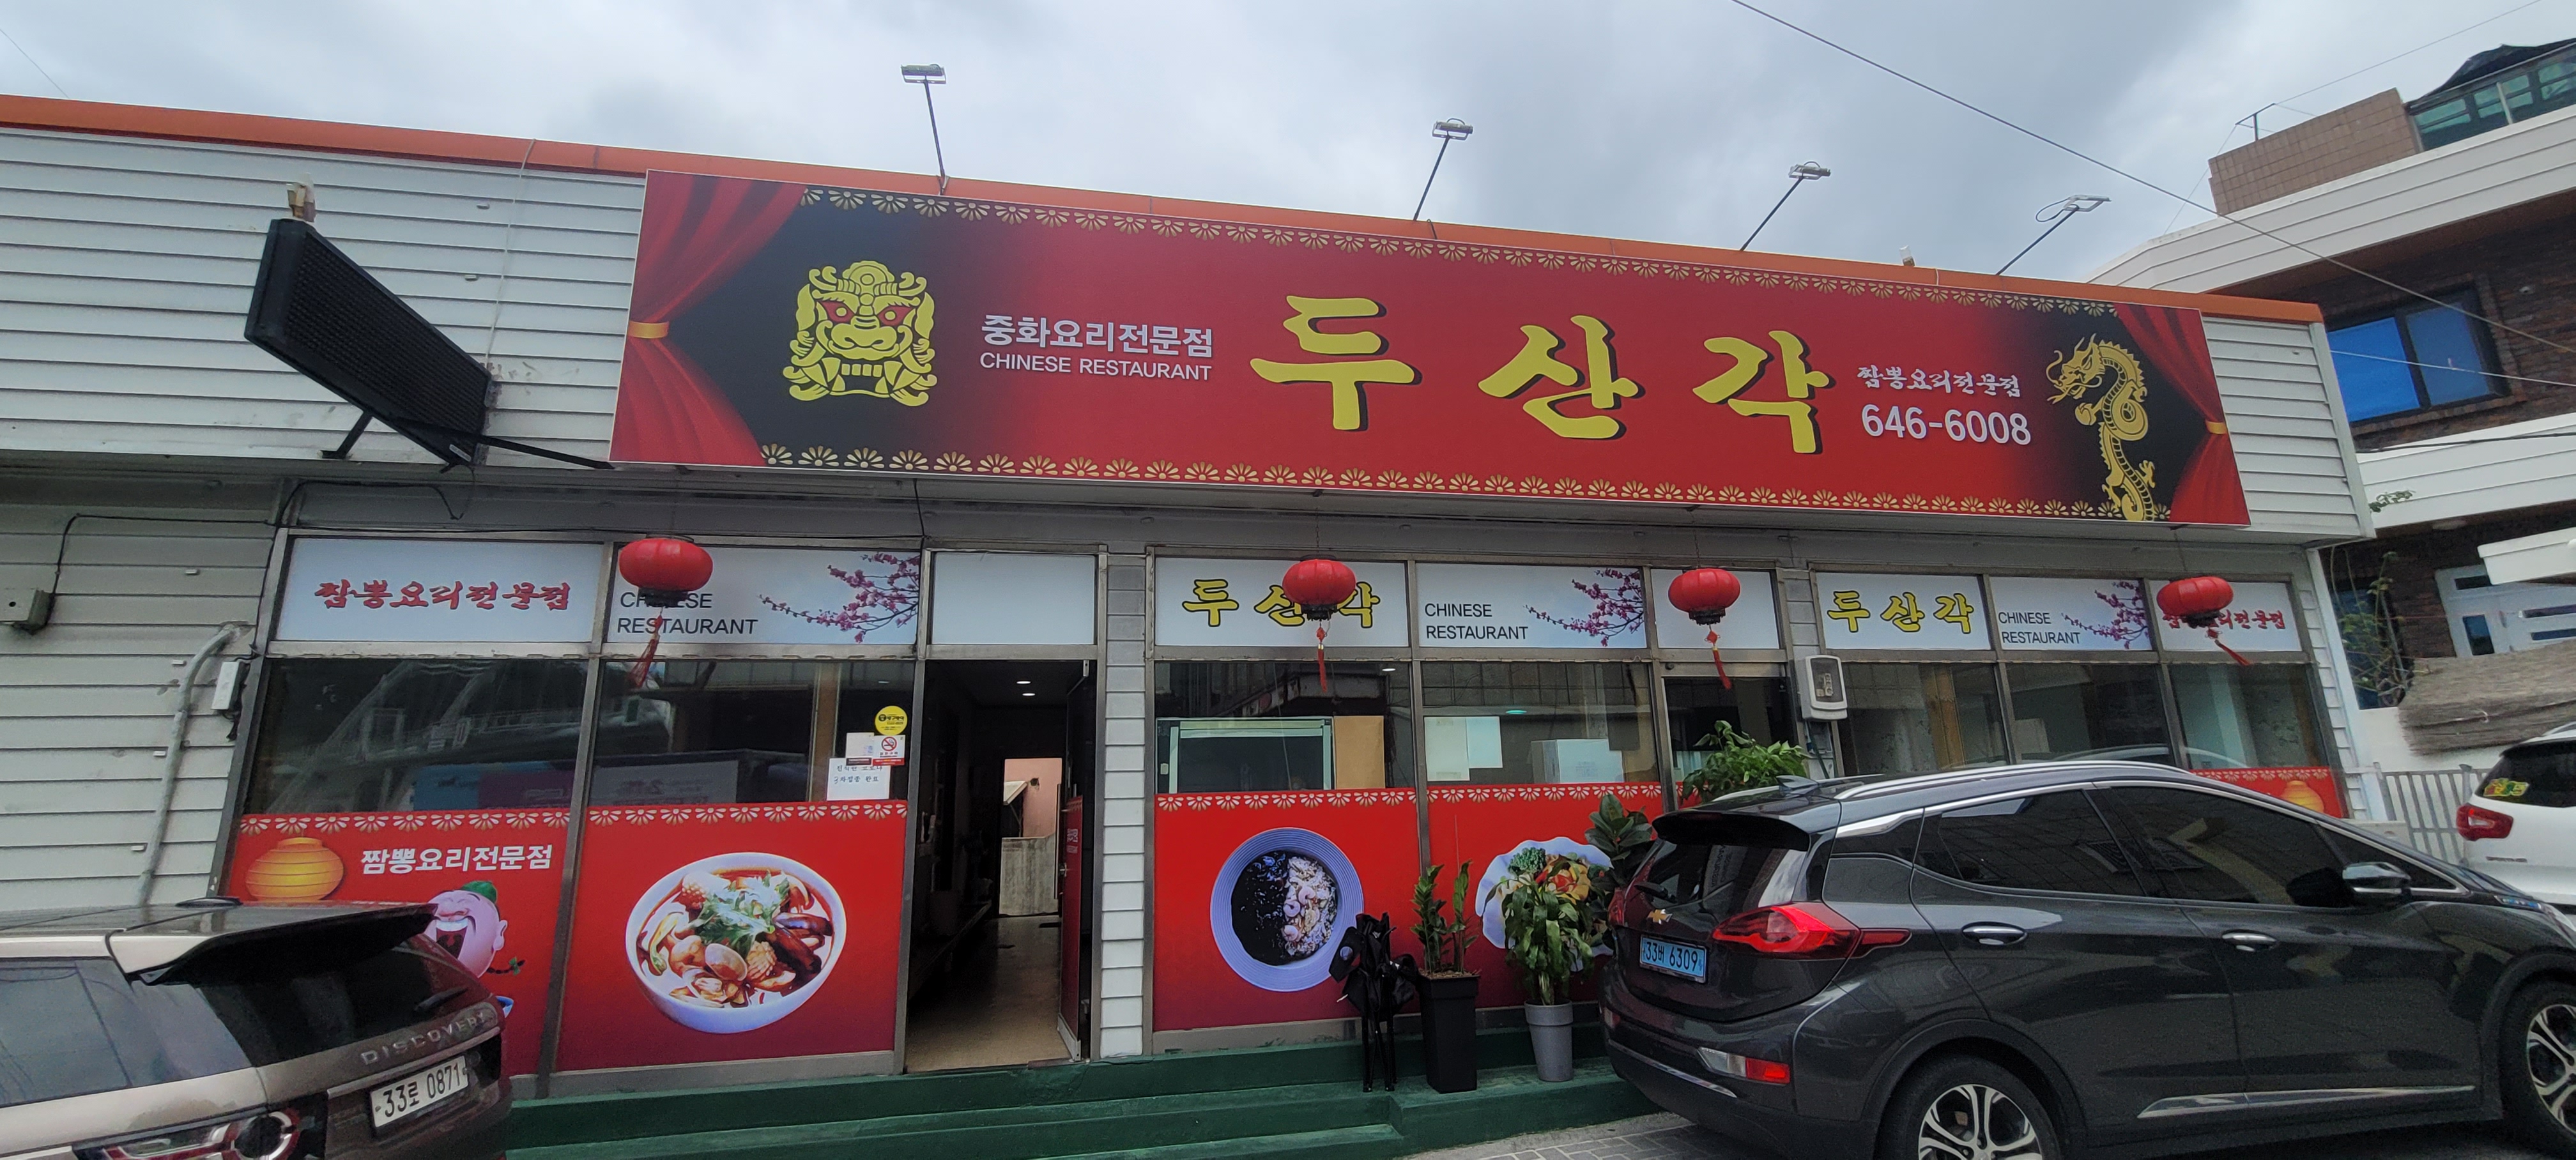 중화요리전문점
CHINESE RESTAURANT
두산각
짬뽕요리전문점
646-6008
짬뽕요리전문점
CHINESE
RESTAURANT
두산각
CHINESE
RESTAURANT
두산각
CHINESE
RESTAURANT
짬뽕요리전문점
짬뽕요리전문점
DISCOVERY
33로 0871
33버 6309